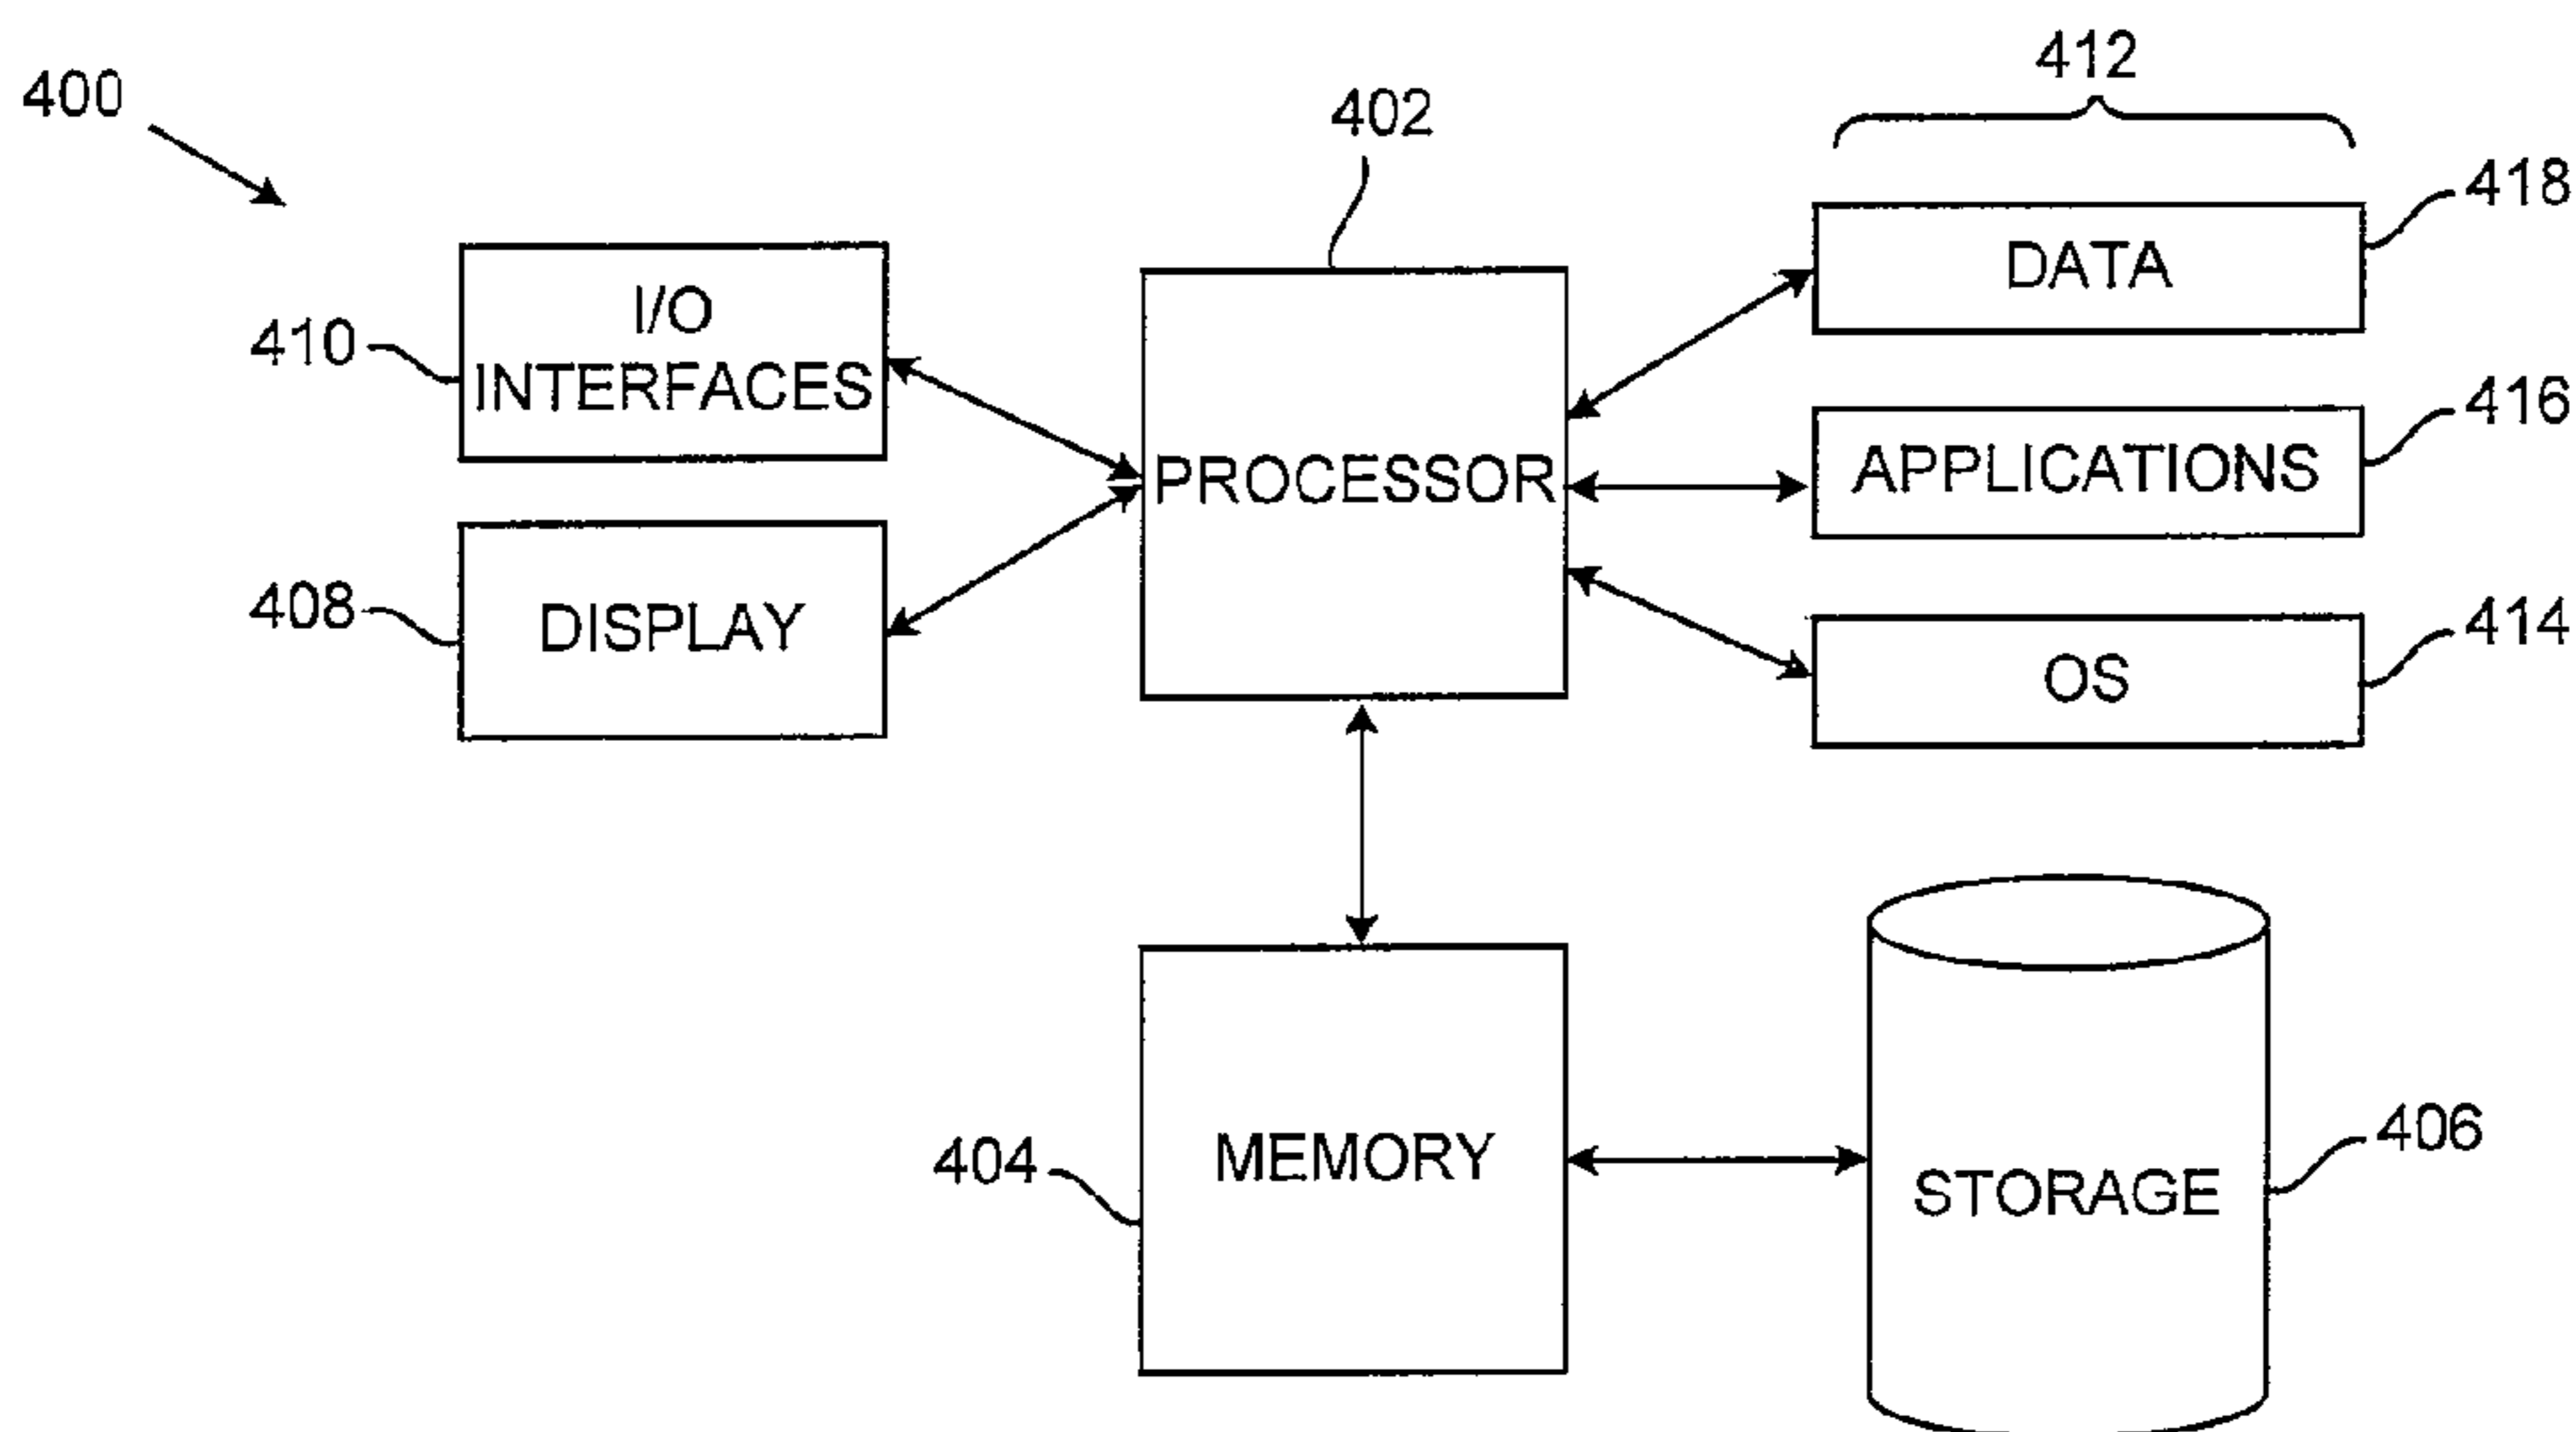 412
400
402
418
I/O
INTERFACES
410
DATA
416
PROCESSOR
APPLICATIONS
408
DISPLAY
414
OS
404
MEMORY
406
STORAGE